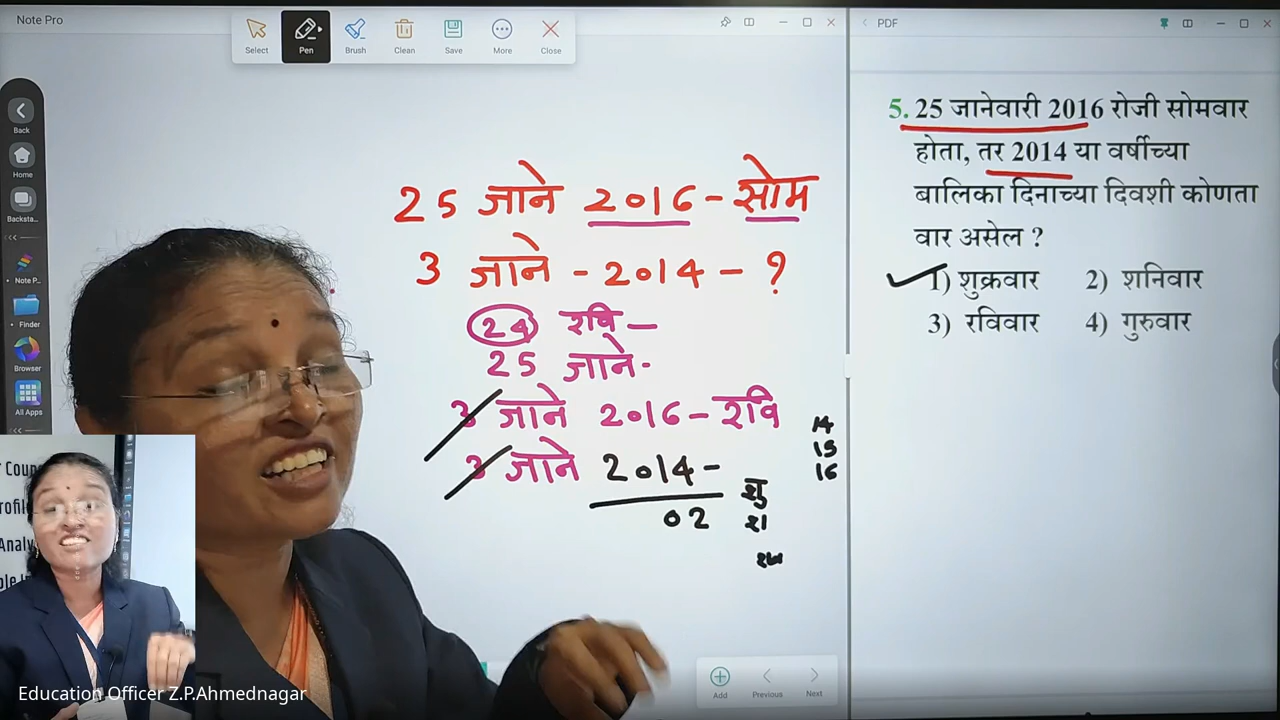 Note Pro
Select Pen Brush Clean Save More Close
PDF
Back
Home
Backsta..
Note P..
Finder
Browser
All Apps
25 जाने 2016 - सोम
3 जाने - 2014 - ?
24 रवि —
25 जाने-
3 जाने 2016 - रवि
3 जाने 2014 -
02
शु
श
14
15
16
5. 25 जानेवारी 2016 रोजी सोमवार
होता, तर 2014 या वर्षीच्या
बालिका दिनाच्या दिवशी कोणता
वार असेल ?
1) शुक्रवार 2) शनिवार
3) रविवार 4) गुरुवार
Add Previous Next
Education Officer Z.P.Ahmednagar